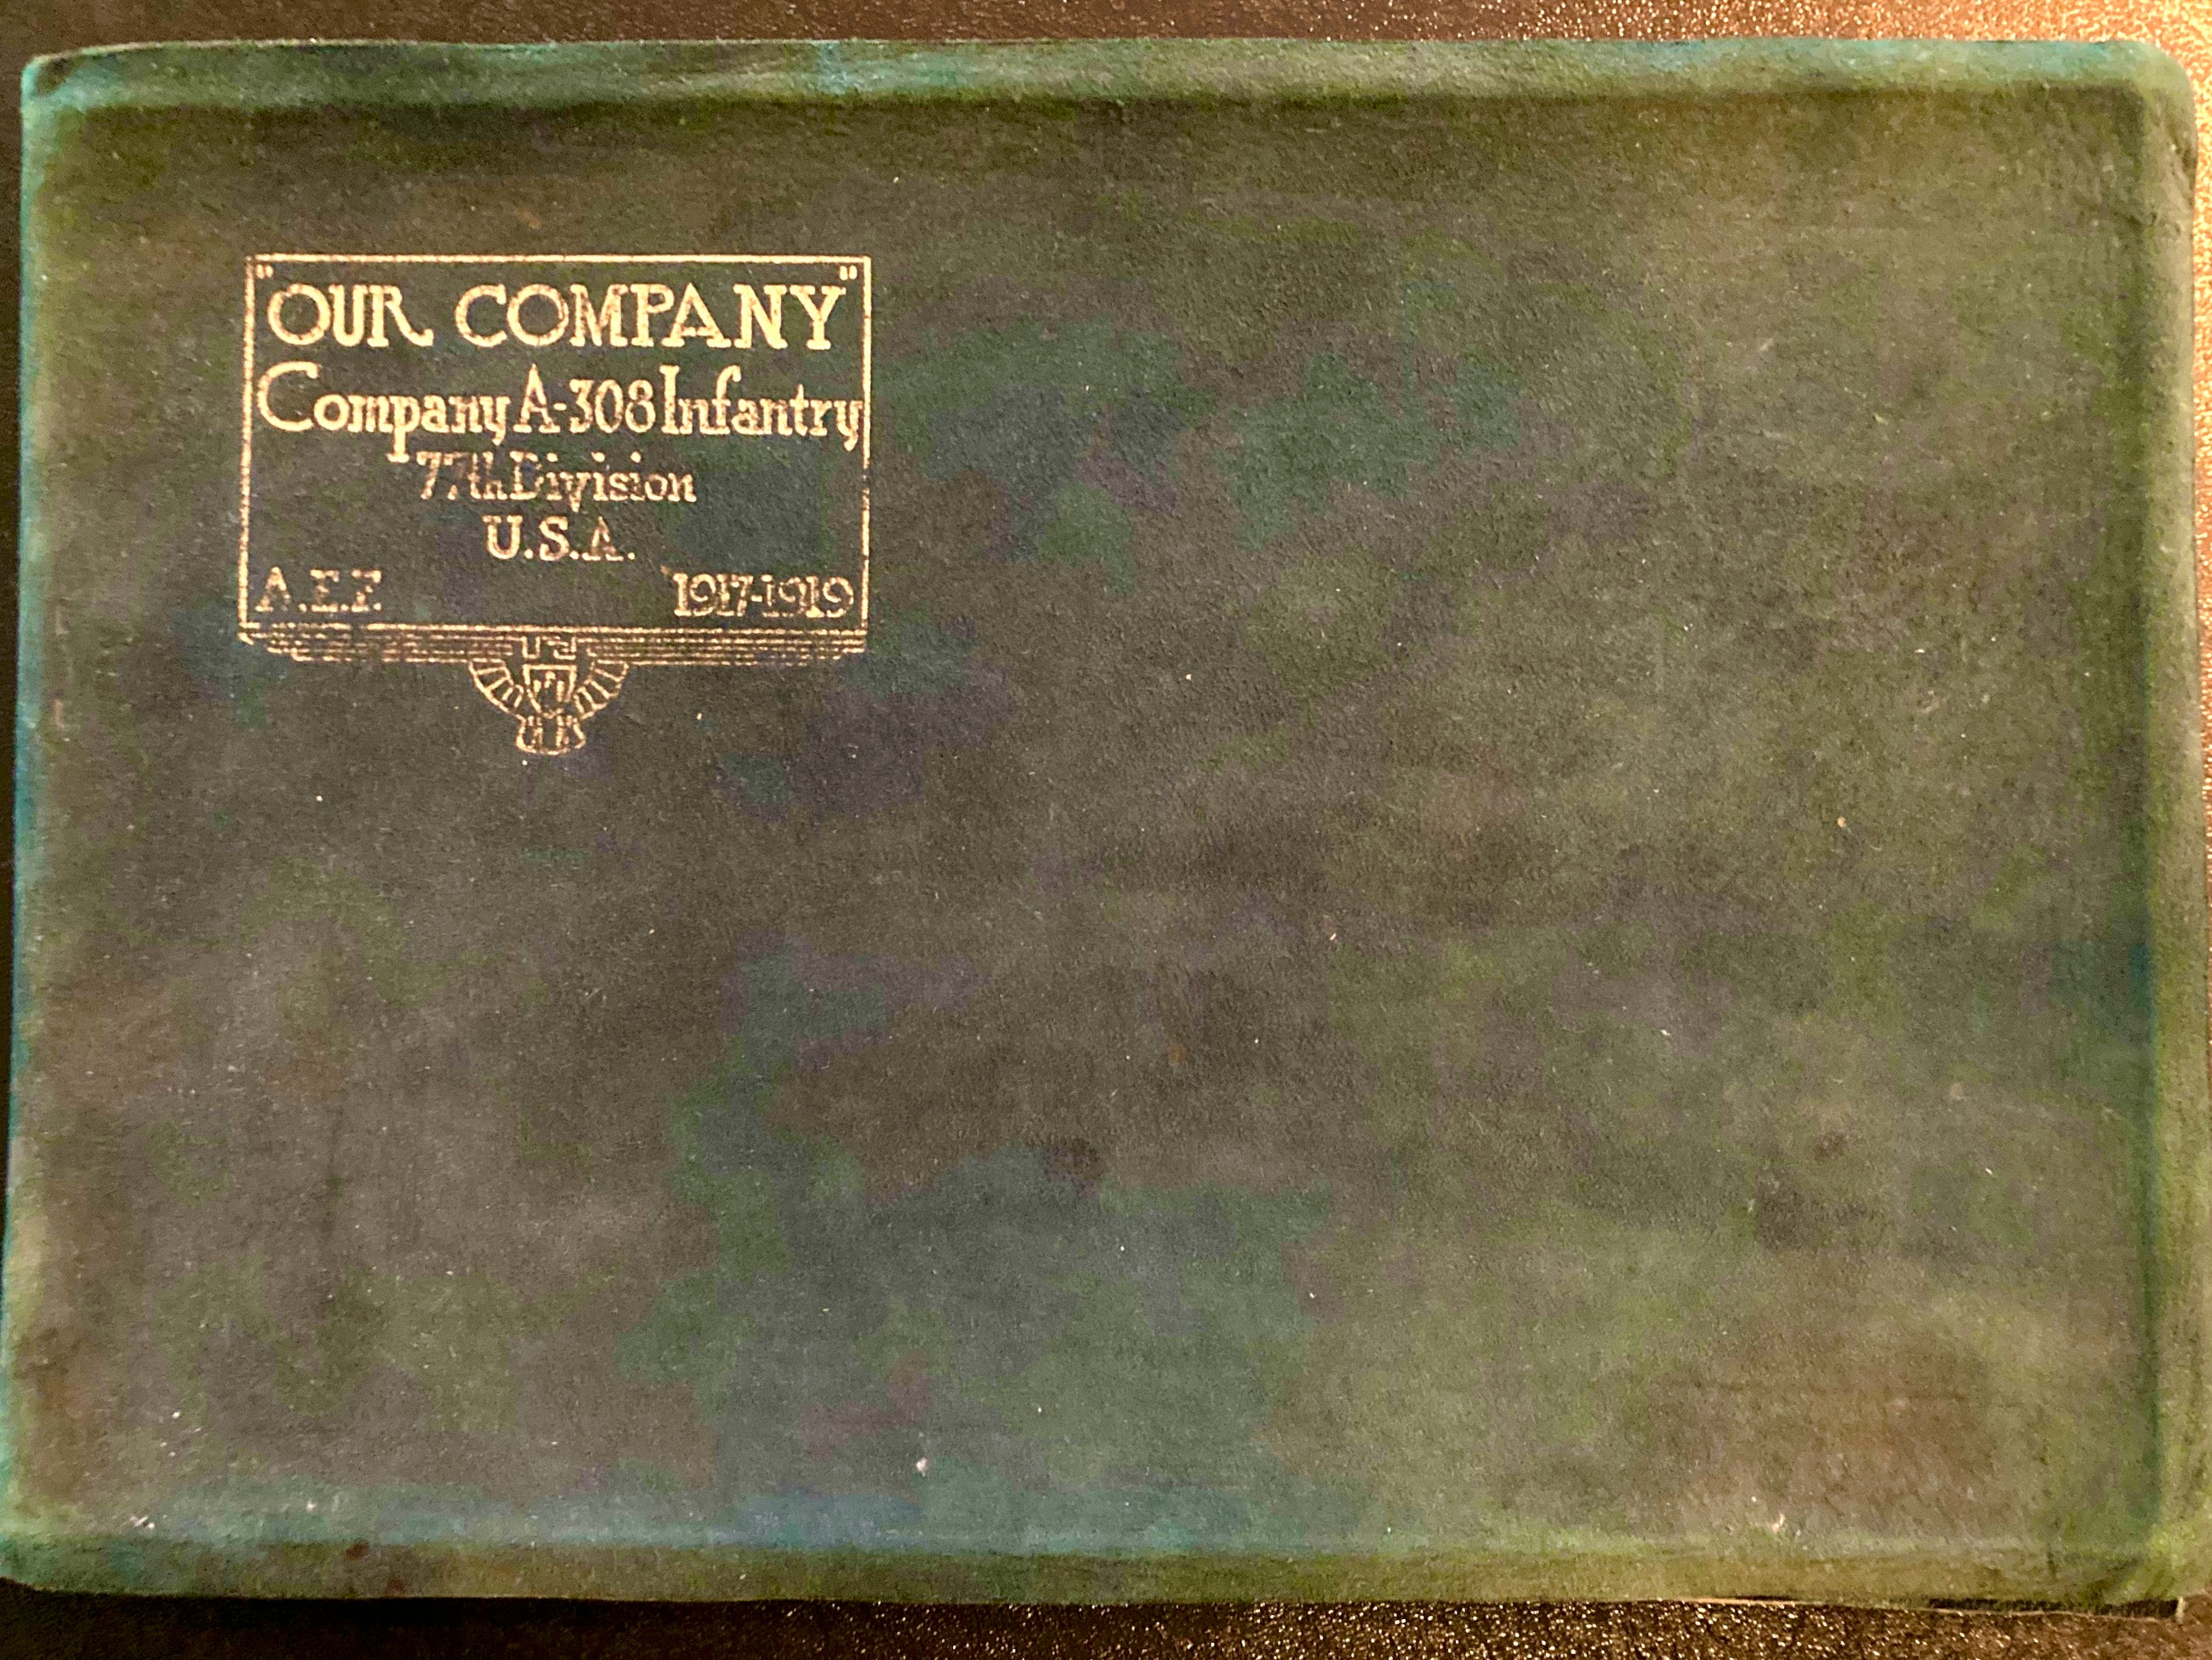 "OUR COMPANY"
Company A-308 Infantry
77th Division
U.S.A.
A.E.F. 1917-1919